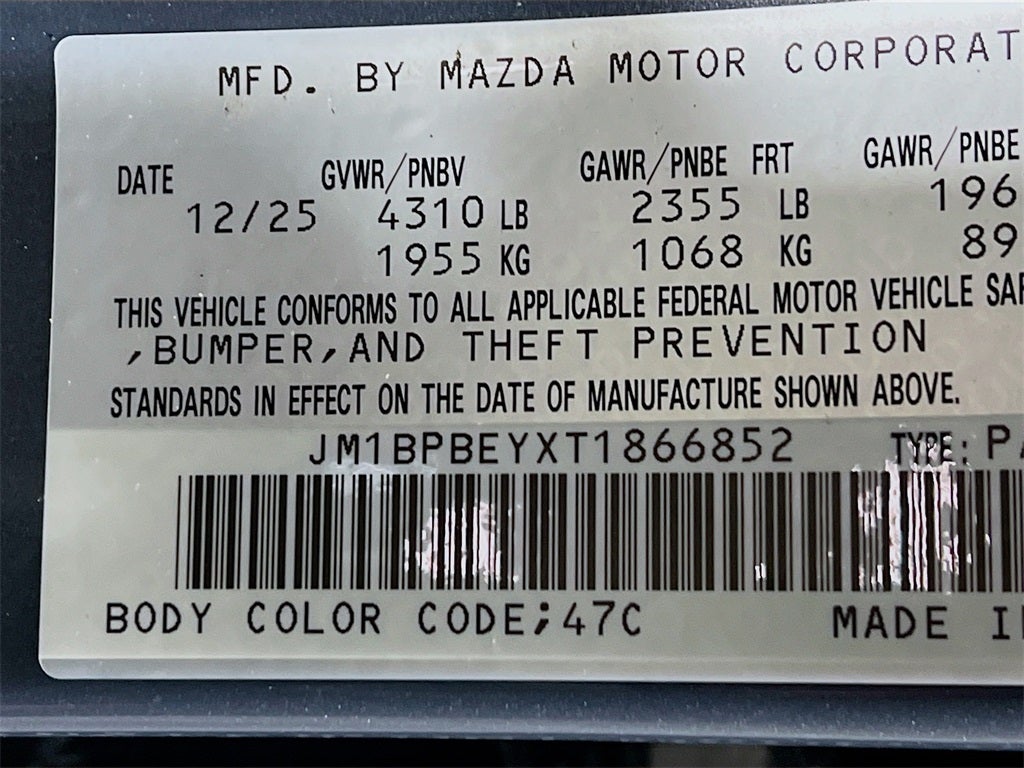 MFD. BY MAZDA MOTOR CORPORAT
DATE GVWR/PNBV GAWR/PNBE FRT GAWR/PNBE
12/25 4310 LB 2355 LB 196
1955 KG 1068 KG 89
THIS VEHICLE CONFORMS TO ALL APPLICABLE FEDERAL MOTOR VEHICLE SAF
,BUMPER,AND THEFT PREVENTION
STANDARDS IN EFFECT ON THE DATE OF MANUFACTURE SHOWN ABOVE.
JM1BPBEYXT1866852 TYPE: PA
BODY COLOR CODE;47C MADE I